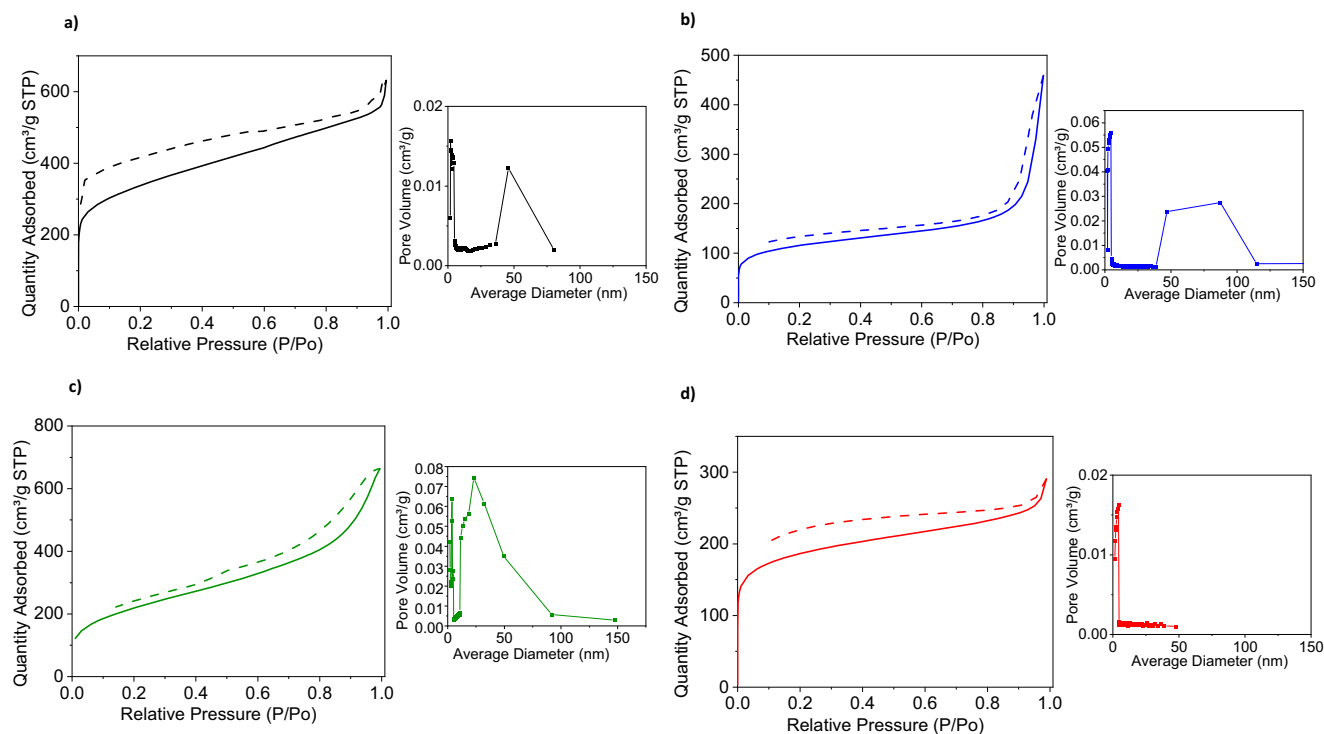 a)
Quantity Adsorbed (cm³/g STP)
600
400
200
0
0.0 0.2 0.4 0.6 0.8 1.0
Relative Pressure (P/Po)
Pore Volume (cm³/g)
0.02
0.01
0.00
0 50 100 150
Average Diameter (nm)
b)
Quantity Adsorbed (cm³/g STP)
500
400
300
200
100
0
0.0 0.2 0.4 0.6 0.8 1.0
Relative Pressure (P/Po)
Pore Volume (cm³/g)
0.06
0.05
0.04
0.03
0.02
0.01
0.00
0 50 100 150
Average Diameter (nm)
c)
Quantity Adsorbed (cm³/g STP)
800
600
400
200
0
0.0 0.2 0.4 0.6 0.8 1.0
Relative Pressure (P/Po)
Pore Volume (cm³/g)
0.08
0.07
0.06
0.05
0.04
0.03
0.02
0.01
0.00
0 50 100 150
Average Diameter (nm)
d)
Quantity Adsorbed (cm³/g STP)
300
200
100
0
0.0 0.2 0.4 0.6 0.8 1.0
Relative Pressure (P/Po)
Pore Volume (cm³/g)
0.02
0.01
0.00
0 50 100 150
Average Diameter (nm)